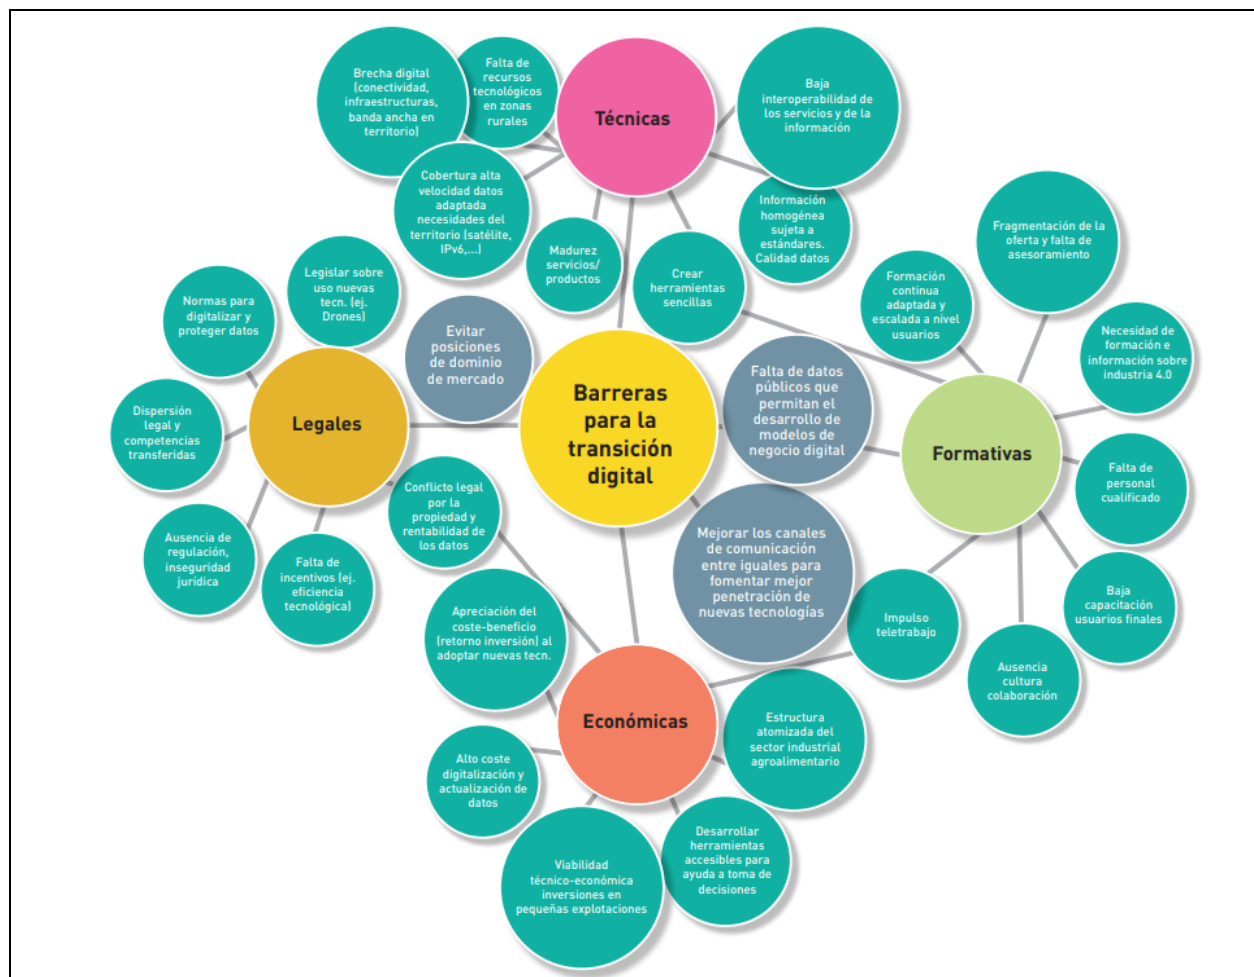 Brecha digital
(conectividad,
infraestructuras,
banda ancha en
territorio)
Falta de
recursos
tecnológicos
en zonas
rurales
Técnicas
Baja
interoperabilidad de
los servicios y de la
información
Cobertura alta
velocidad datos
adaptada
necesidades del
territorio (satélite,
IPv6,...)
Madurez
servicios/
productos
Crear
herramientas
sencillas
Información
homogénea
sujeta a
estándares.
Calidad datos
Fragmentación de la
oferta y falta de
asesoramiento
Formación
continua
adaptada y
escalada a nivel
usuarios
Necesidad de
formación e
información sobre
industria 4.0
Legislar sobre
uso nuevas
tecn. (ej.
Drones)
Normas para
digitalizar y
proteger datos
Evitar
posiciones
de dominio
de mercado
Dispersión
legal y
competencias
transferidas
Legales
Barreras
para la
transición
digital
Falta de datos
públicos que
permitan el
desarrollo de
modelos de
negocio digital
Formativas
Falta de
personal
cualificado
Ausencia de
regulación,
inseguridad
jurídica
Falta de
incentivos (ej.
eficiencia
tecnológica)
Conflicto legal
por la
propiedad y
rentabilidad de
los datos
Mejorar los canales
de comunicación
entre iguales para
fomentar mejor
penetración de
nuevas tecnologías
Baja
capacitación
usuarios finales
Impulso
teletrabajo
Ausencia
cultura
colaboración
Apreciación del
coste-beneficio
(retorno inversión) al
adoptar nuevas tecn.
Económicas
Estructura
atomizada del
sector industrial
agroalimentario
Alto coste
digitalización y
actualización de
datos
Viabilidad
técnico-económica
inversiones en
pequeñas explotaciones
Desarrollar
herramientas
accesibles para
ayuda a toma de
decisiones